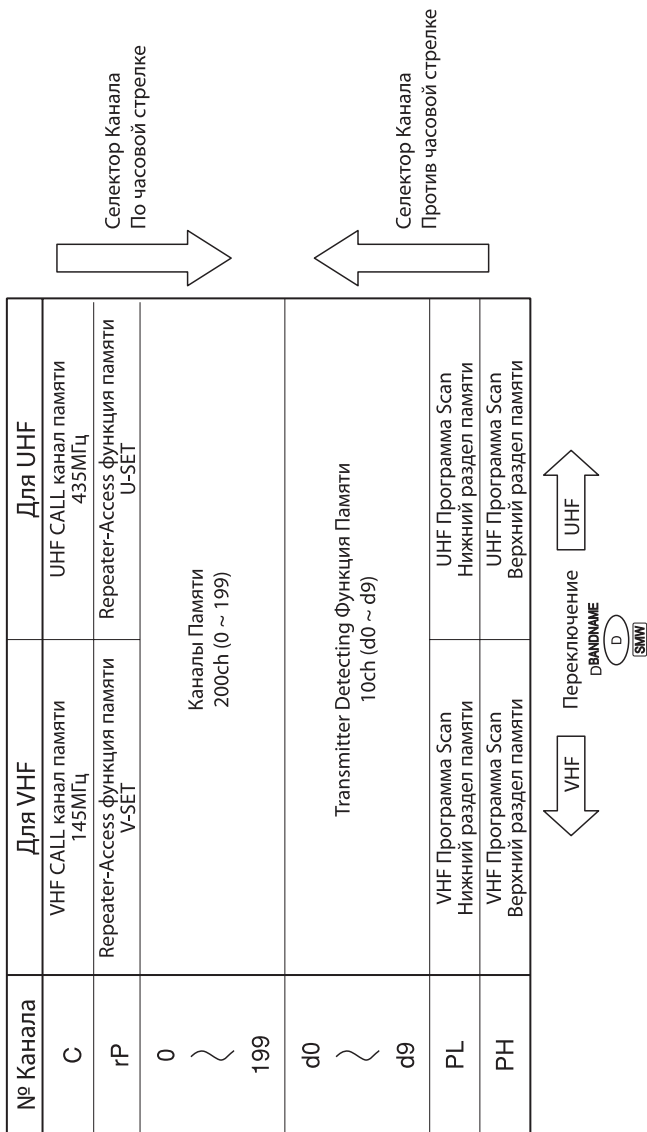 № Канала
Для VHF
Для UHF
C
VHF CALL канал памяти
145МГц
UHF CALL канал памяти
435МГц
rP
Repeater-Access функция памяти
V-SET
Repeater-Access функция памяти
U-SET
0
199
Каналы Памяти
200ch (0 ~ 199)
d0
d9
Transmitter Detecting Функция Памяти
10ch (d0 ~ d9)
PL
VHF Программа Scan
Нижний раздел памяти
UHF Программа Scan
Нижний раздел памяти
PH
VHF Программа Scan
Верхний раздел памяти
UHF Программа Scan
Верхний раздел памяти
Селектор Канала
По часовой стрелке
Селектор Канала
Против часовой стрелке
VHF
Переключение
DBANDNAME
D
SMW
UHF